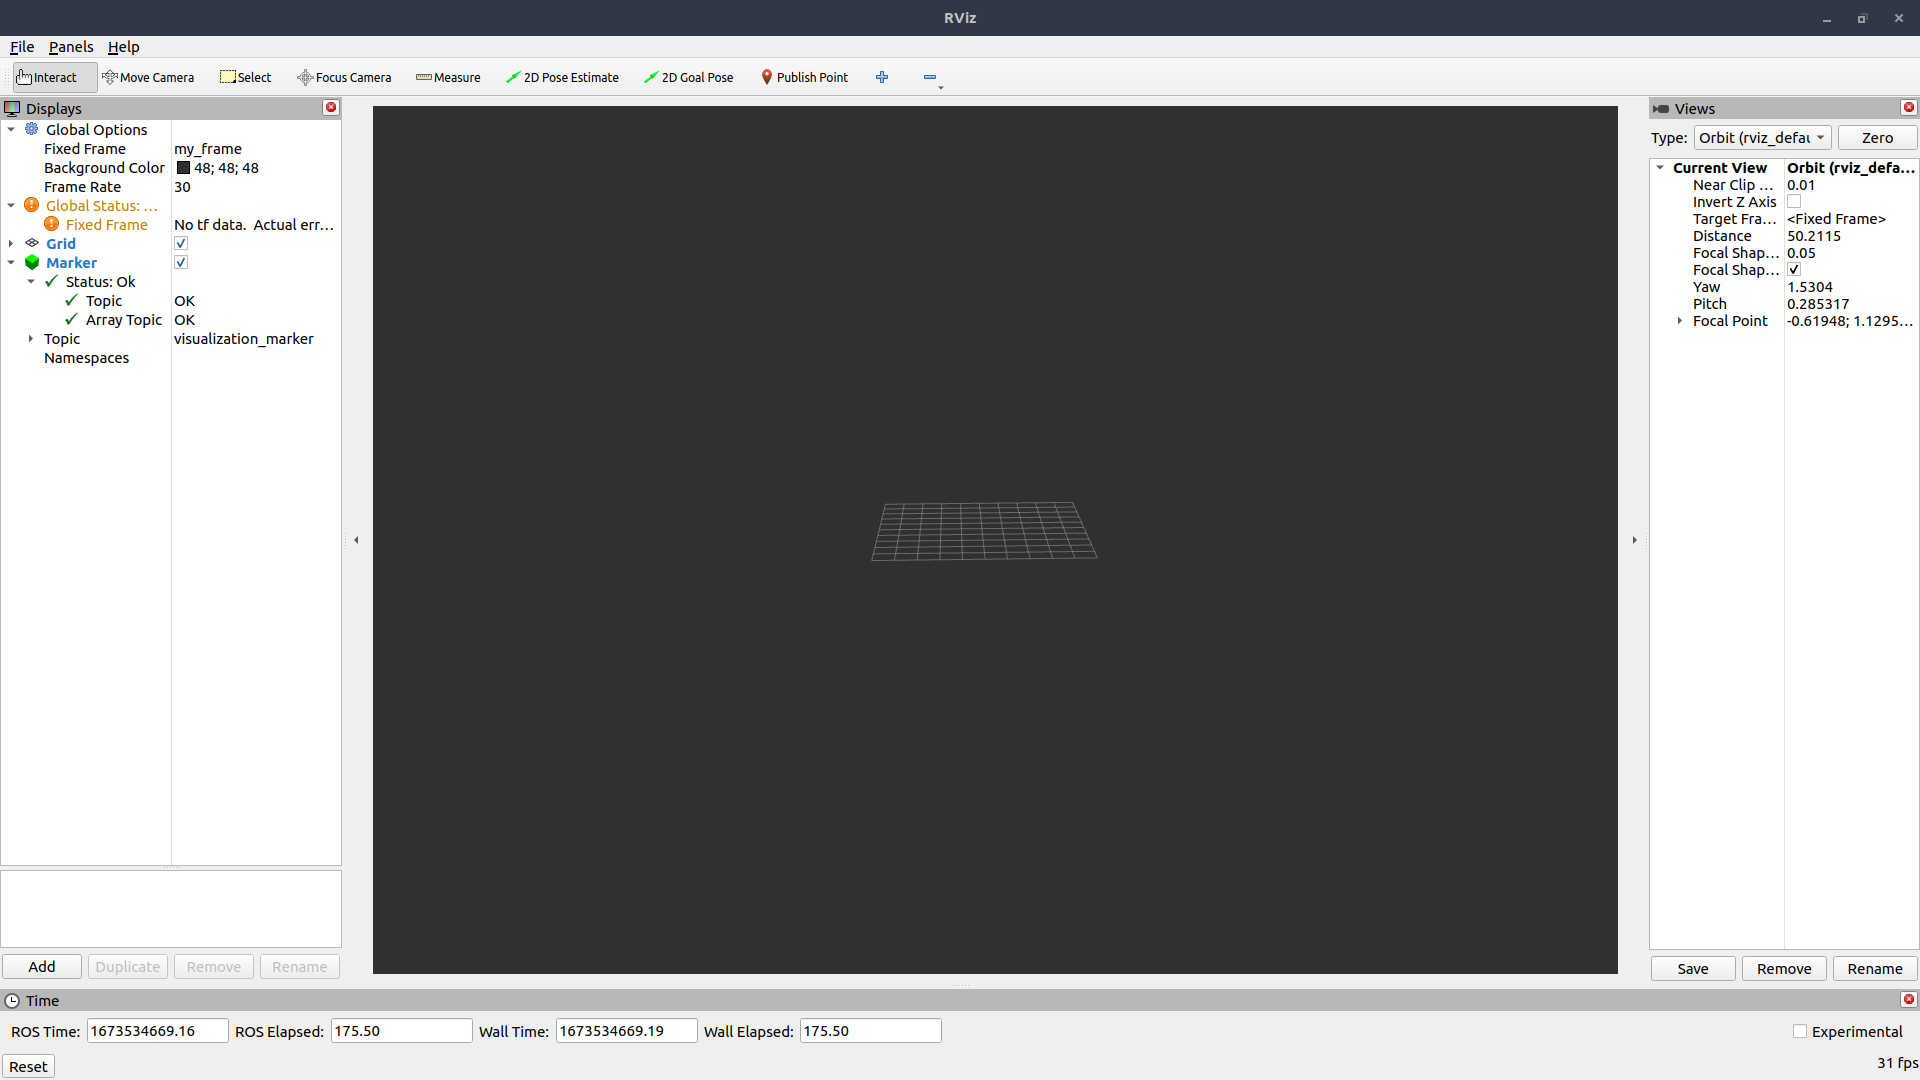 RViz
File Panels Help
Interact Move Camera Select Focus Camera Measure 2D Pose Estimate 2D Goal Pose Publish Point
Displays
Global Options
Fixed Frame my_frame
Background Color 48; 48; 48
Frame Rate 30
Global Status: ...
Fixed Frame No tf data. Actual err...
Grid
Marker
Status: Ok
Topic OK
Array Topic OK
Topic visualization_marker
Namespaces
Add Duplicate Remove Rename
Views
Type: Orbit (rviz_defau Zero
Current View Orbit (rviz_defa...
Near Clip ... 0.01
Invert Z Axis
Target Fra... <Fixed Frame>
Distance 50.2115
Focal Shap... 0.05
Focal Shap...
Yaw 1.5304
Pitch 0.285317
Focal Point -0.61948; 1.1295...
Save Remove Rename
Time
ROS Time: 1673534669.16 ROS Elapsed: 175.50 Wall Time: 1673534669.19 Wall Elapsed: 175.50 Experimental
Reset 31 fps